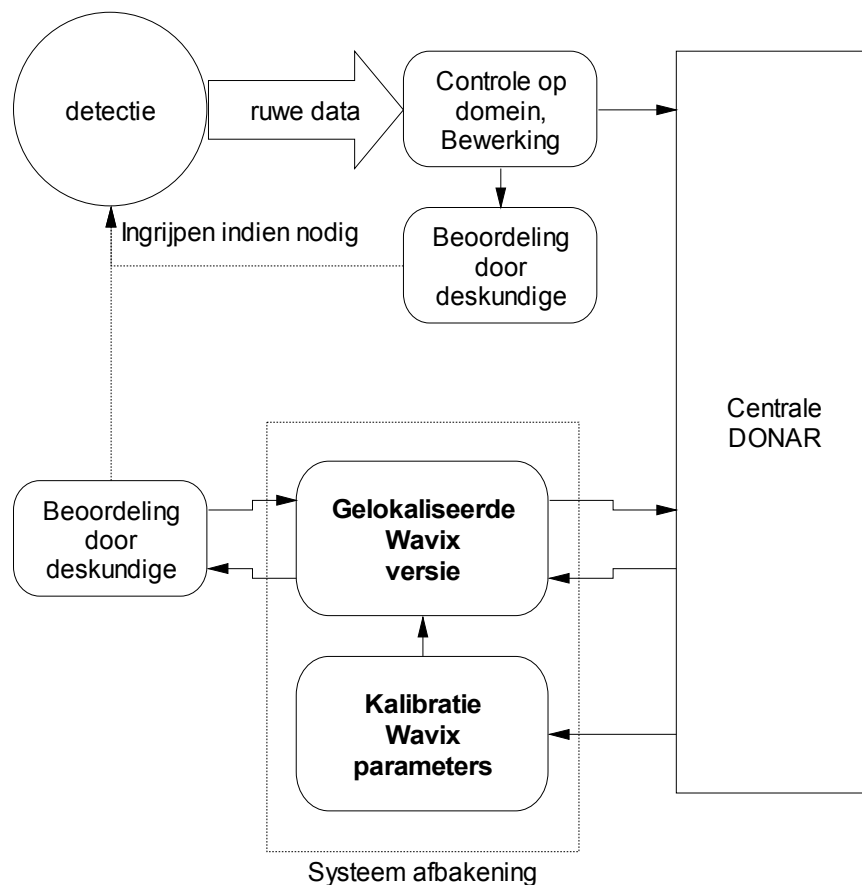 detectie
ruwe data
Controle op
domein,
Bewerking
Ingrijpen indien nodig
Beoordeling
door
deskundige
Centrale
DONAR
Beoordeling
door
deskundige
Gelokaliseerde
Wavix
versie
Kalibratie
Wavix
parameters
Systeem afbakening